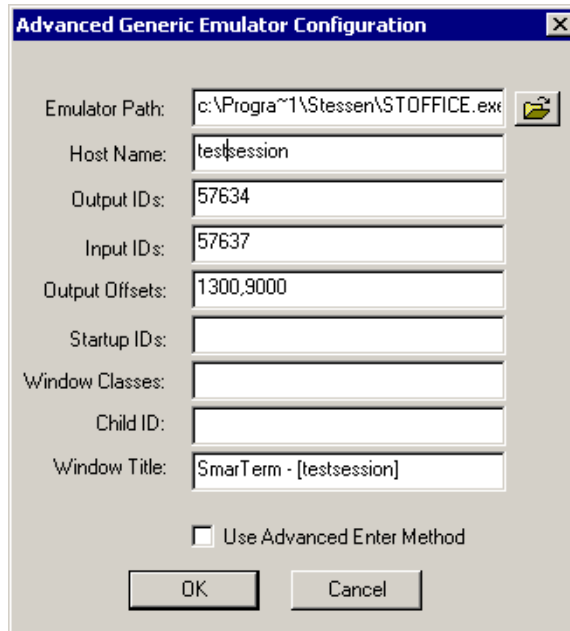 Advanced Generic Emulator Configuration
Emulator Path: c:\Progra~1\Stessen\STOFFICE.exe
Host Name: testsession
Output IDs: 57634
Input IDs: 57637
Output Offsets: 1300,9000
Startup IDs:
Window Classes:
Child ID:
Window Title: SmarTerm - [testsession]
Use Advanced Enter Method
OK Cancel